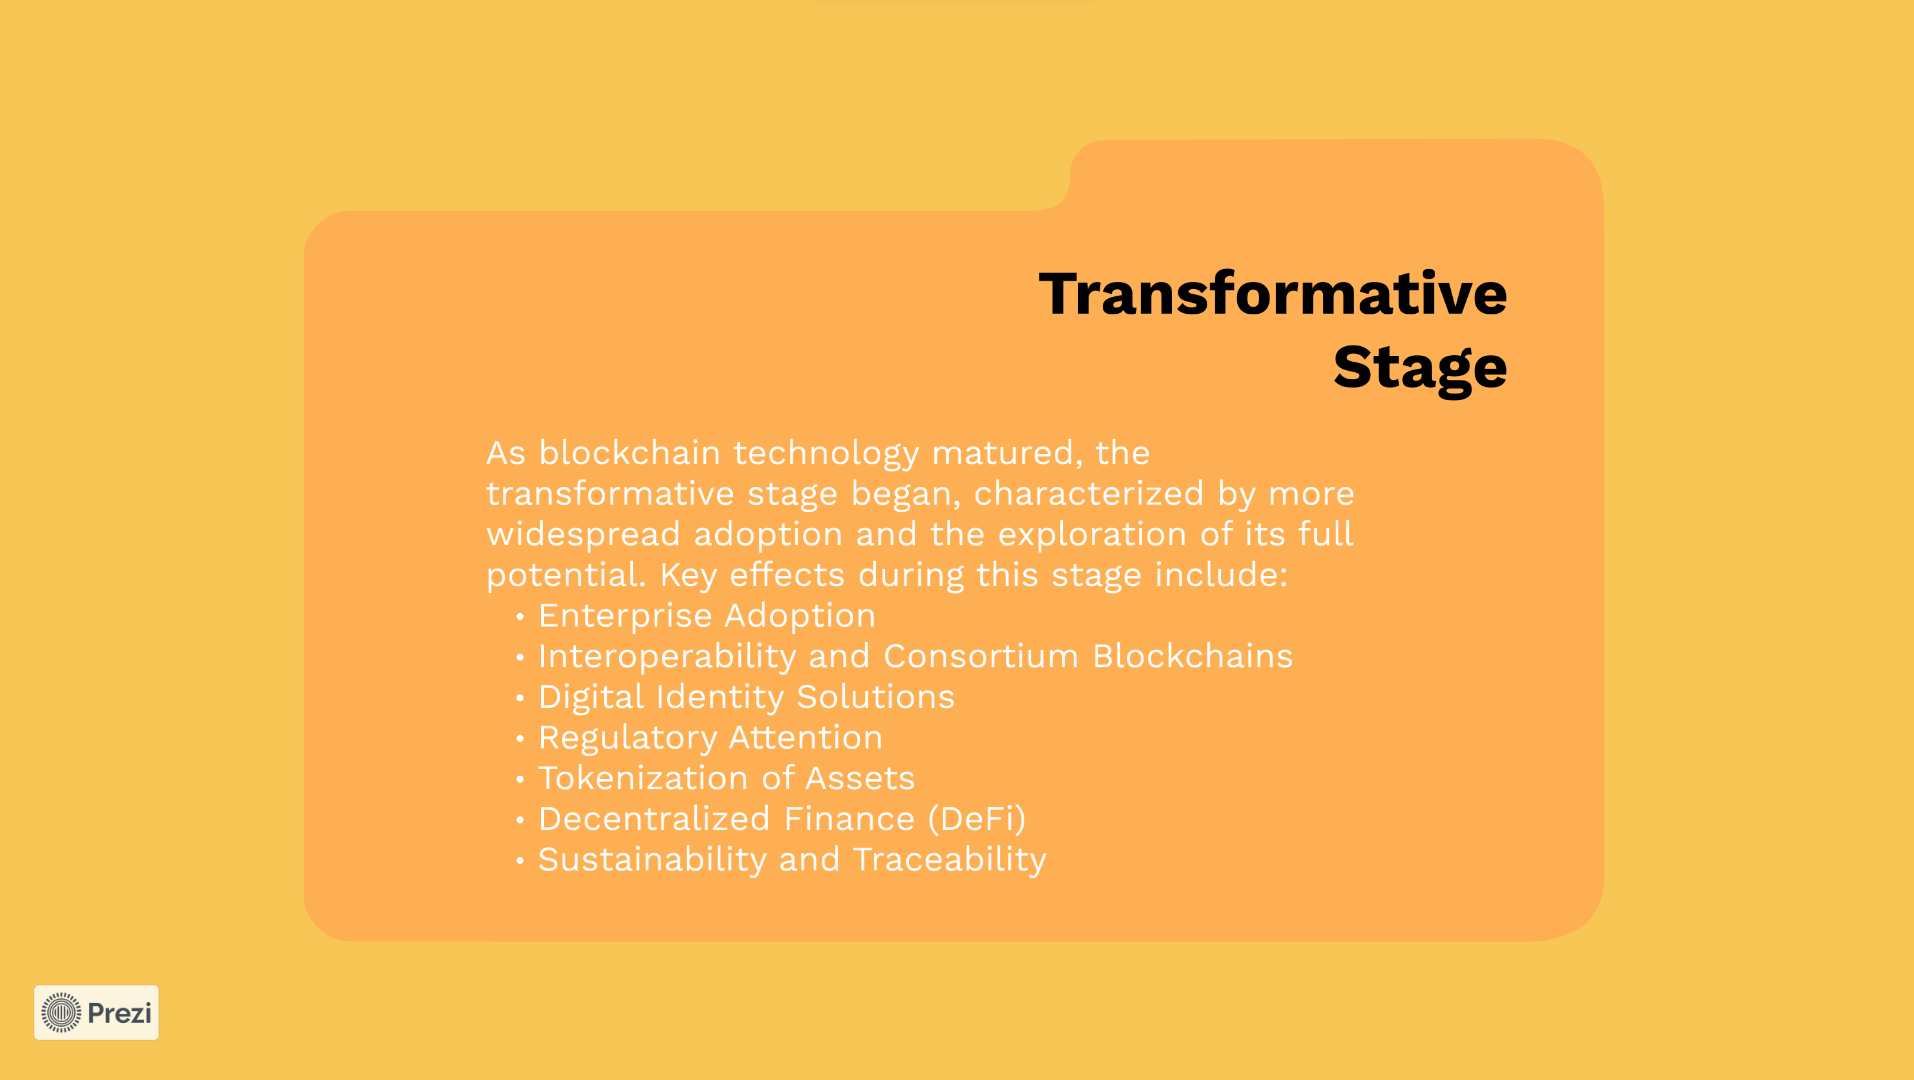 Transformative
Stage
As blockchain technology matured, the
transformative stage began, characterized by more
widespread adoption and the exploration of its full
potential. Key effects during this stage include:
• Enterprise Adoption
• Interoperability and Consortium Blockchains
• Digital Identity Solutions
• Regulatory Attention
• Tokenization of Assets
• Decentralized Finance (DeFi)
• Sustainability and Traceability
Prezi